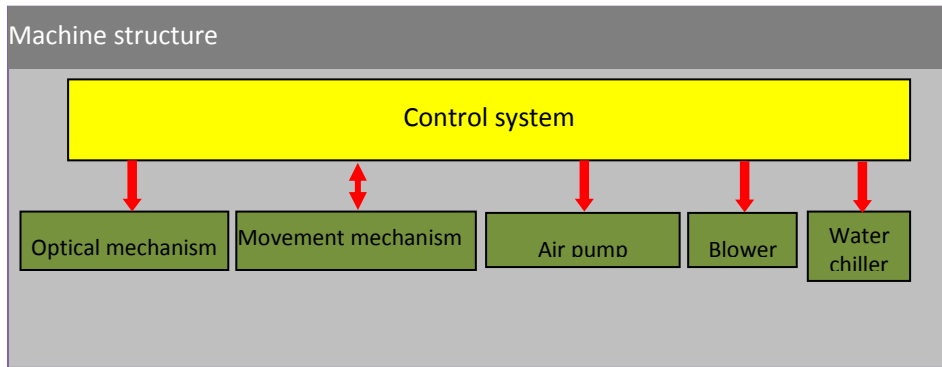 Machine structure
Control system
Optical mechanism
Movement mechanism
Air pump
Blower
Water
chiller